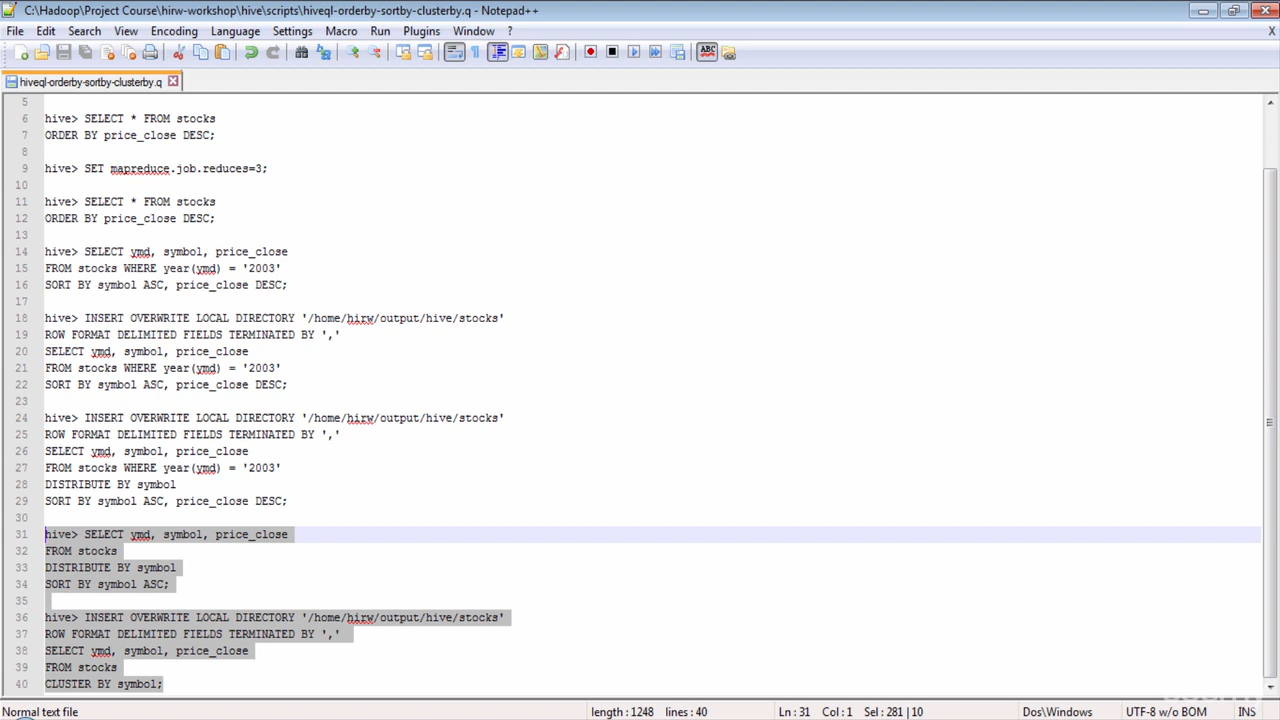 C:\Hadoop\Project Course\hirw-workshop\hive\scripts\hiveql-orderby-sortby-clusterby.q - Notepad++
File Edit Search View Encoding Language Settings Macro Run Plugins Window ? X
hiveql-orderby-sortby-clusterby.q
5
6 hive> SELECT * FROM stocks
7 ORDER BY price_close DESC;
8
9 hive> SET mapreduce.job.reduces=3;
10
11 hive> SELECT * FROM stocks
12 ORDER BY price_close DESC;
13
14 hive> SELECT ymd, symbol, price_close
15 FROM stocks WHERE year(ymd) = '2003'
16 SORT BY symbol ASC, price_close DESC;
17
18 hive> INSERT OVERWRITE LOCAL DIRECTORY '/home/hirw/output/hive/stocks'
19 ROW FORMAT DELIMITED FIELDS TERMINATED BY ','
20 SELECT ymd, symbol, price_close
21 FROM stocks WHERE year(ymd) = '2003'
22 SORT BY symbol ASC, price_close DESC;
23
24 hive> INSERT OVERWRITE LOCAL DIRECTORY '/home/hirw/output/hive/stocks'
25 ROW FORMAT DELIMITED FIELDS TERMINATED BY ','
26 SELECT ymd, symbol, price_close
27 FROM stocks WHERE year(ymd) = '2003'
28 DISTRIBUTE BY symbol
29 SORT BY symbol ASC, price_close DESC;
30
31 hive> SELECT ymd, symbol, price_close
32 FROM stocks
33 DISTRIBUTE BY symbol
34 SORT BY symbol ASC;
35
36 hive> INSERT OVERWRITE LOCAL DIRECTORY '/home/hirw/output/hive/stocks'
37 ROW FORMAT DELIMITED FIELDS TERMINATED BY ','
38 SELECT ymd, symbol, price_close
39 FROM stocks
40 CLUSTER BY symbol;
Normal text file length : 1248 lines : 40 Ln : 31 Col : 1 Sel : 281 | 10 Dos\Windows UTF-8 w/o BOM INS